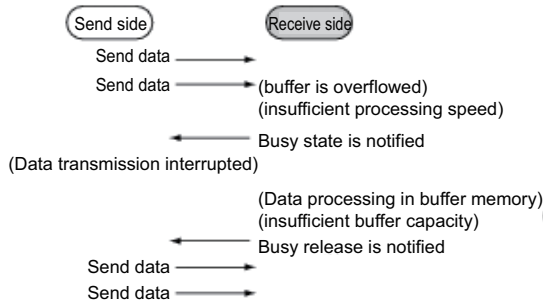 Send side
Receive side
Send data
Send data
(buffer is overflowed)
(insufficient processing speed)
Busy state is notified
(Data transmission interrupted)
(Data processing in buffer memory)
(insufficient buffer capacity)
Busy release is notified
Send data
Send data